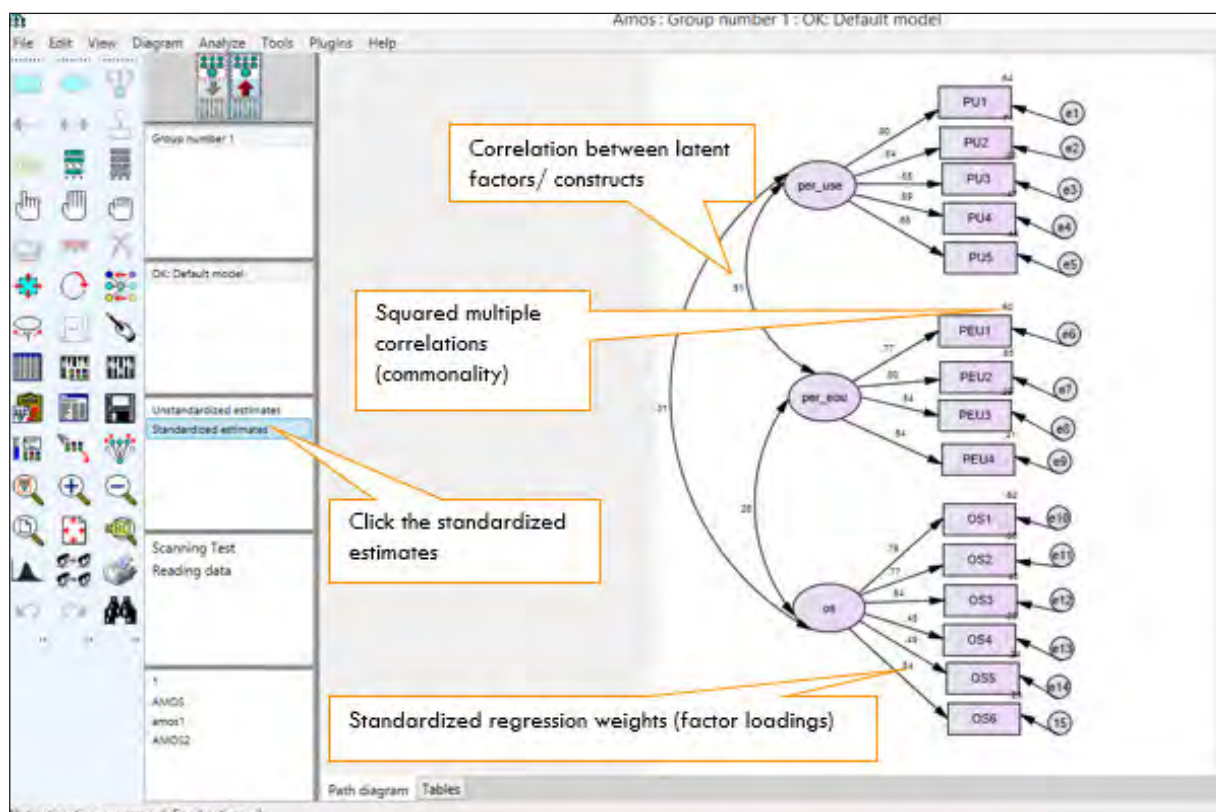 Amos : Group number 1 : OK: Default model
File Edit View Diagram Analyze Tools Plugins Help
Group number 1
OK: Default model
Unstandardized estimates
Standardized estimates
Scanning Test
Reading data
1
AMOS
amos1
AMOS2
Correlation between latent
factors/ constructs
Squared multiple
correlations
(commonality)
Click the standardized
estimates
Standardized regression weights (factor loadings)
per_use
PU1
e1
PU2
e2
PU3
e3
PU4
e4
PU5
e5
per_eou
.77
PEU1
e6
PEU2
e7
PEU3
e8
PEU4
e9
os
OS1
e10
.77
OS2
e11
OS3
e12
OS4
e13
OS5
e14
OS6
15
Path diagram Tables